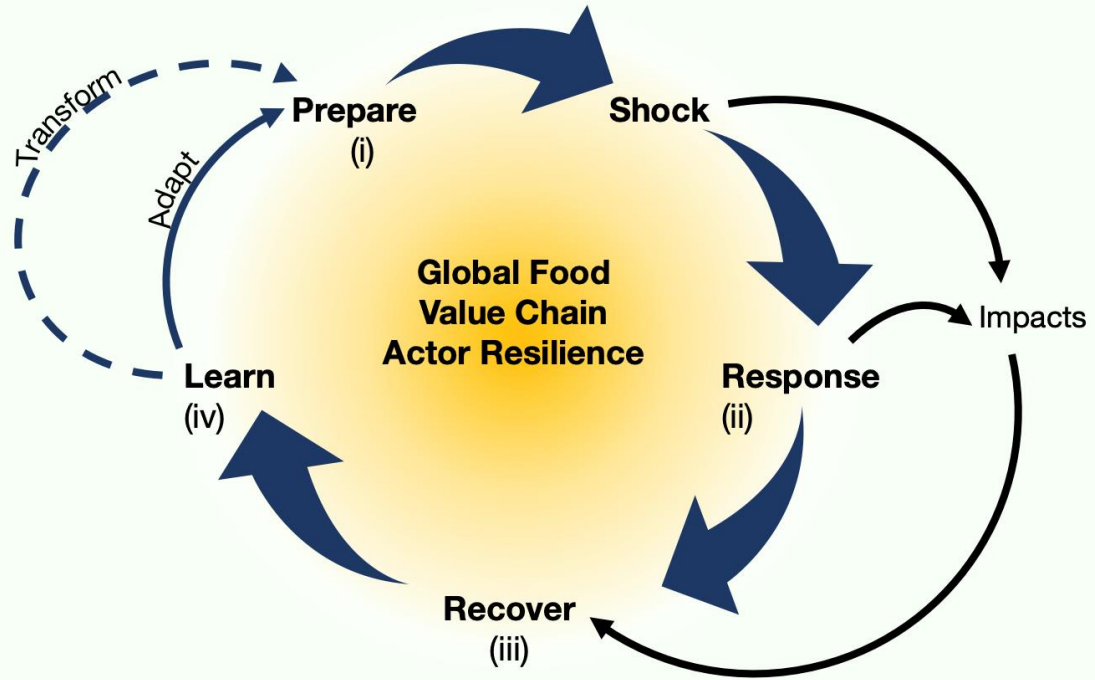 Transform
Prepare
(i)
Shock
Adapt
Global Food
Value Chain
Actor Resilience
Impacts
Learn
(iv)
Response
(ii)
Recover
(iii)